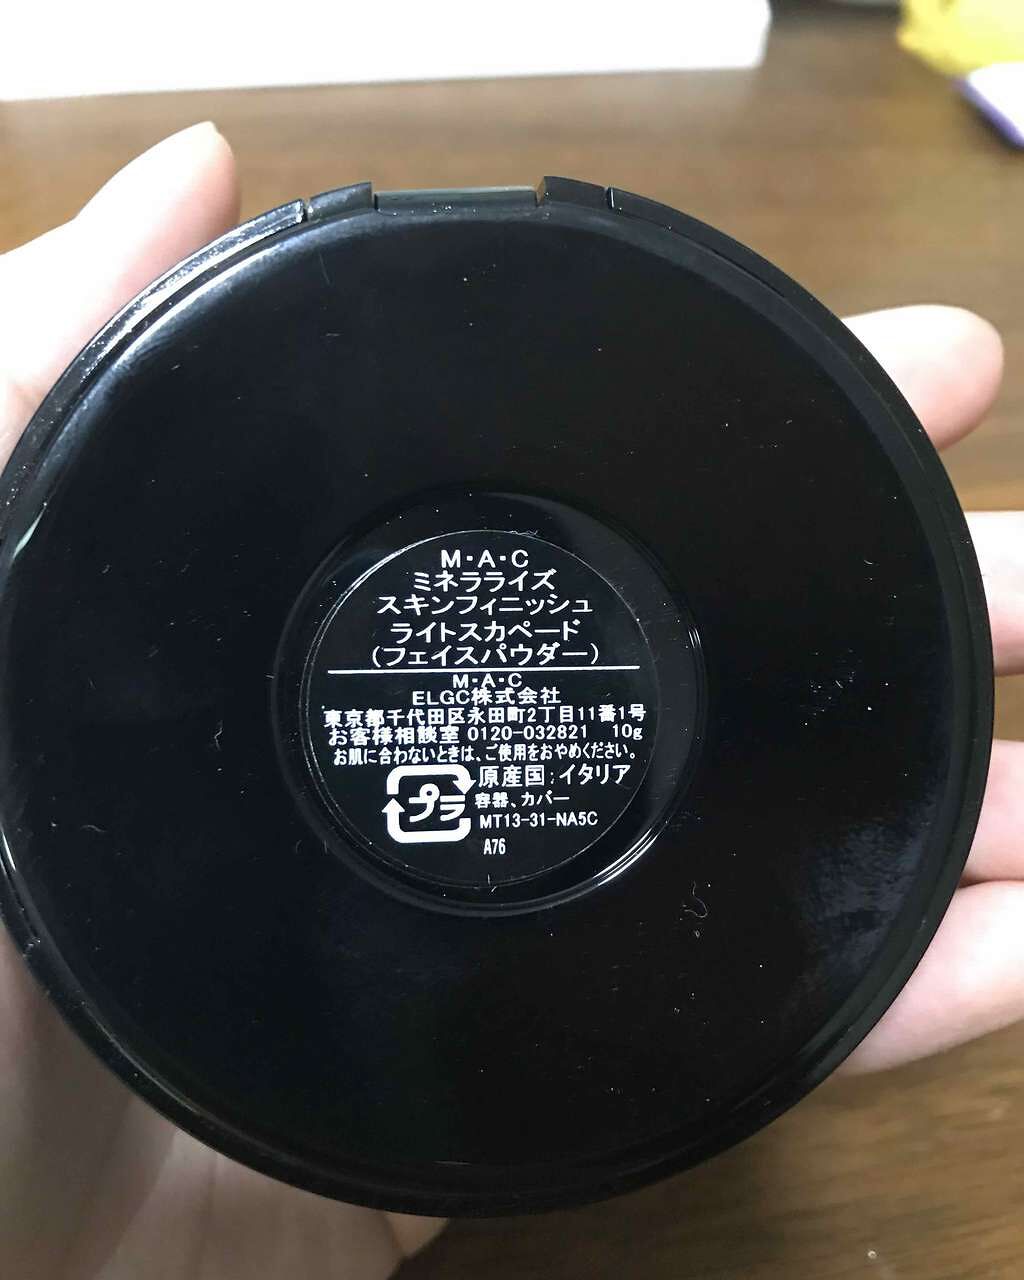 M・A・C
ミネラライズ
スキンフィニッシュ
ライトスカペード
(フェイスパウダー)
M・A・C
ELGC株式会社
東京都千代田区永田町2丁目11番1号
お客様相談室 0120-032821 10g
お肌に合わないときは、ご使用をおやめください。
プラ
原産国:イタリア
容器、カバー
MT13-31-NA5C
A76